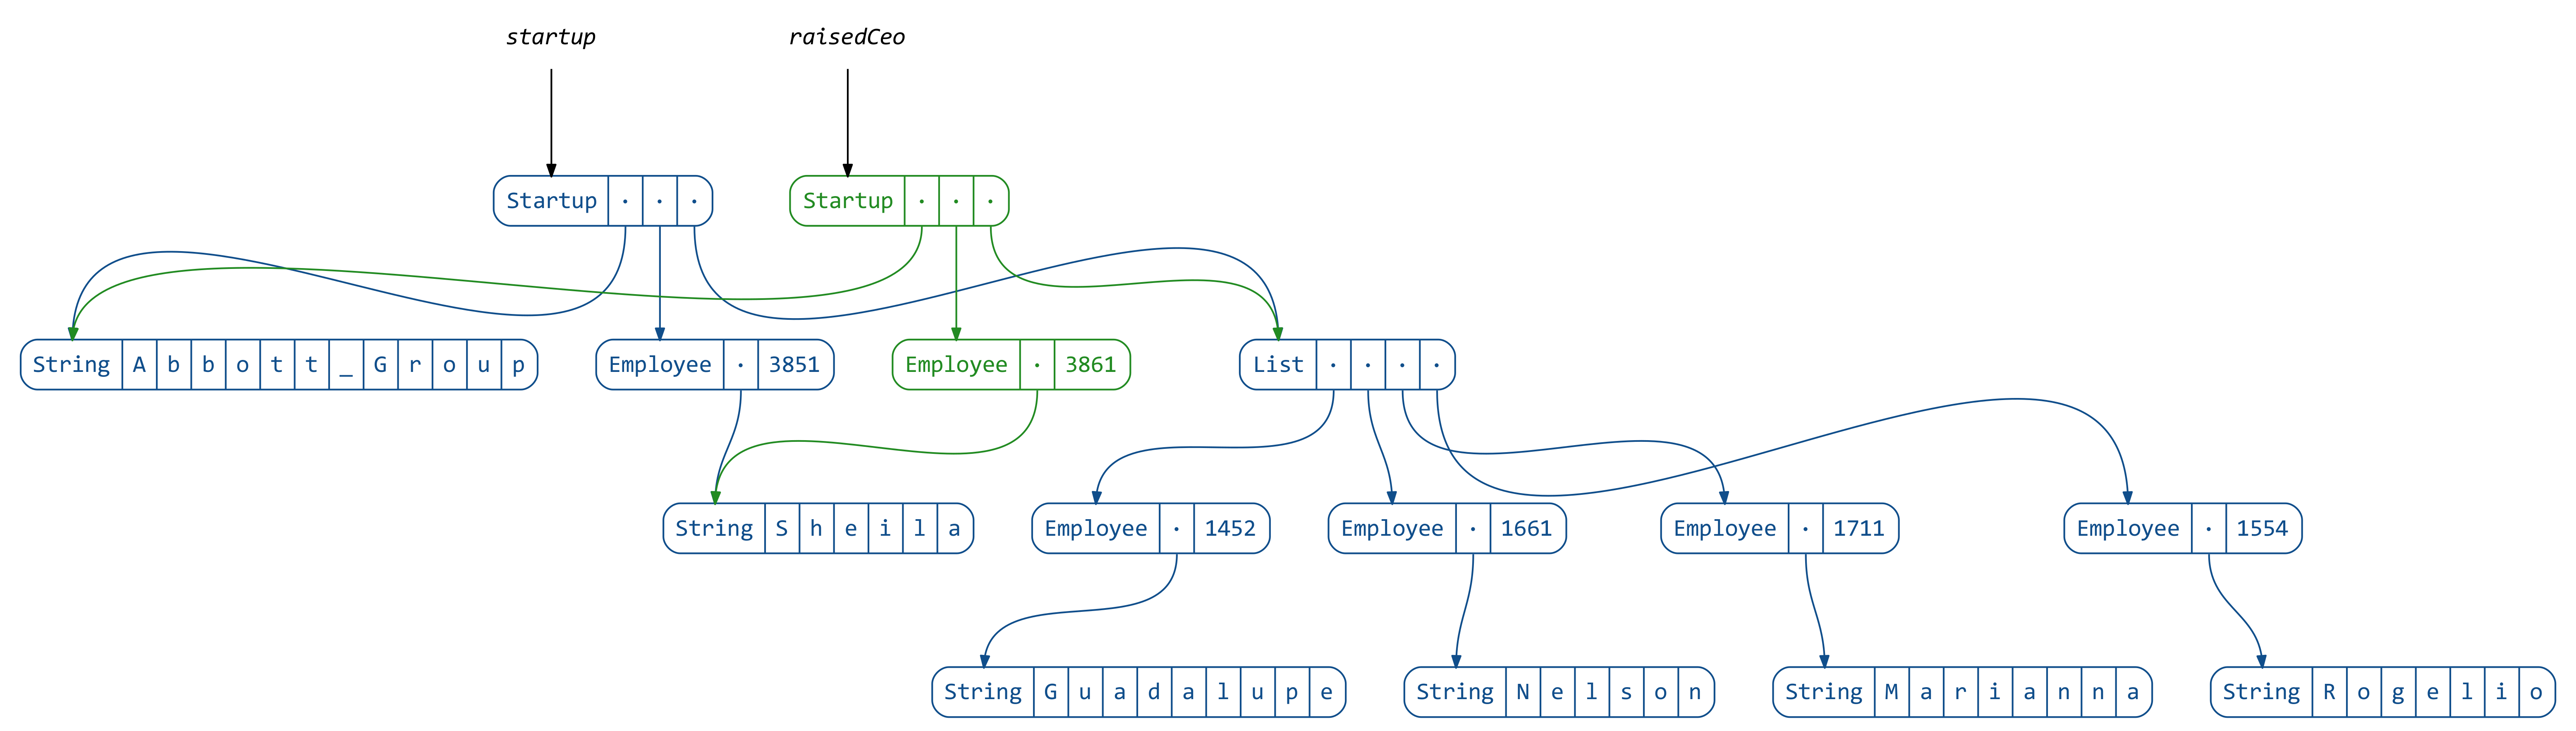 startup raisedCeo
Startup · · · Startup · · ·
String A b b o t t _ G r o u p Employee · 3851 Employee · 3861 List · · · ·
String S h e i l a Employee · 1452 Employee · 1661 Employee · 1711 Employee · 1554
String G u a d a l u p e String N e l s o n String M a r i a n n a String R o g e l i o